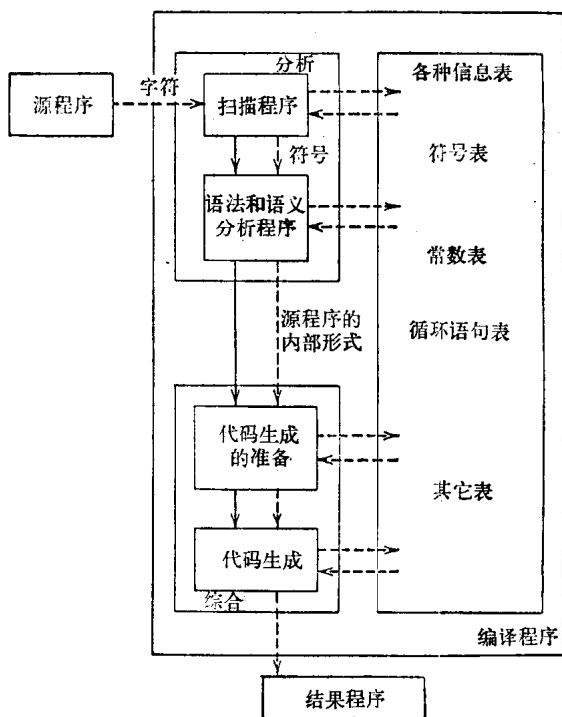 分析
各种信息表
源程序
字符
扫描程序
符号
符号表
语法和语义
分析程序
常数表
源程序的
内部形式
循环语句表
代码生成
的准备
其它表
代码生成
综合
编译程序
结果程序